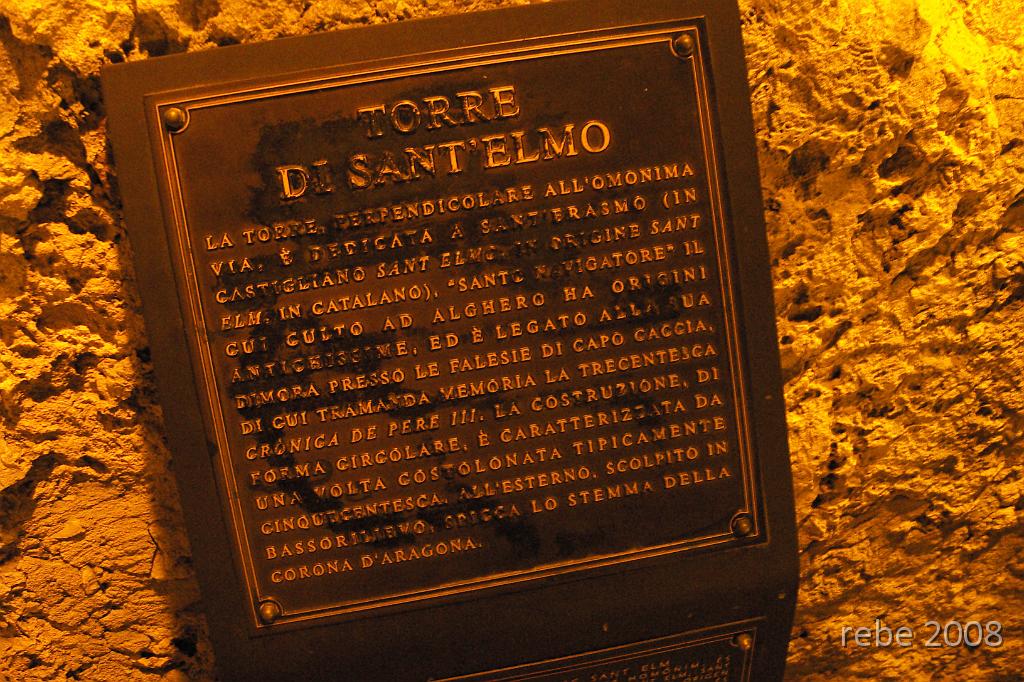 TORRE
DI SANT'ELMO
LA TORRE, PERPENDICOLARE ALL'OMONIMA
VIA, È DEDICATA A SANT'ERASMO (IN
CASTIGLIANO SANT ELMO, IN ORIGINE SANT
ELM, IN CATALANO), "SANTO NAVIGATORE" IL
CUI CULTO AD ALGHERO HA ORIGINI
ANTICHISSIME, ED È LEGATO ALLA SUA
DIMORA PRESSO LE FALESIE DI CAPO CACCIA,
DI CUI TRAMANDA MEMORIA LA TRECENTESCA
CRÒNICA DE PERE III. LA COSTRUZIONE, DI
FORMA CIRCOLARE, È CARATTERIZZATA DA
UNA VOLTA COSTOLONATA TIPICAMENTE
CINQUECENTESCA. ALL'ESTERNO, SCOLPITO IN
BASSORILIEVO, SPICCA LO STEMMA DELLA
CORONA D'ARAGONA.
SANT ELM
rebe 2008